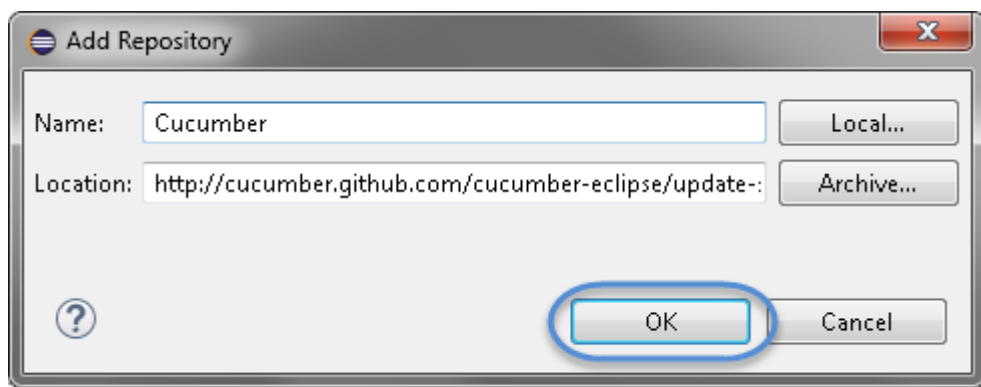 Add Repository
Name: Cucumber Local...
Location: http://cucumber.github.com/cucumber-eclipse/update- Archive...
? OK Cancel